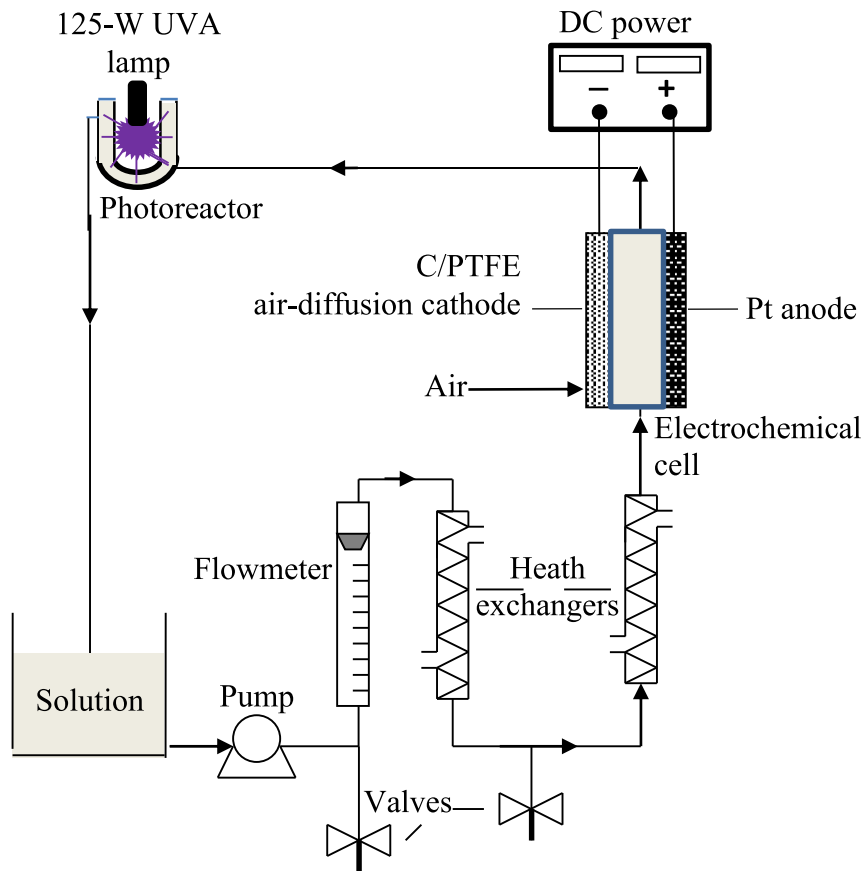 125-W UVA
lamp
DC power
− +
Photoreactor
C/PTFE
air-diffusion cathode
Pt anode
Air
Electrochemical
cell
Flowmeter
Heath
exchangers
Solution
Pump
Valves